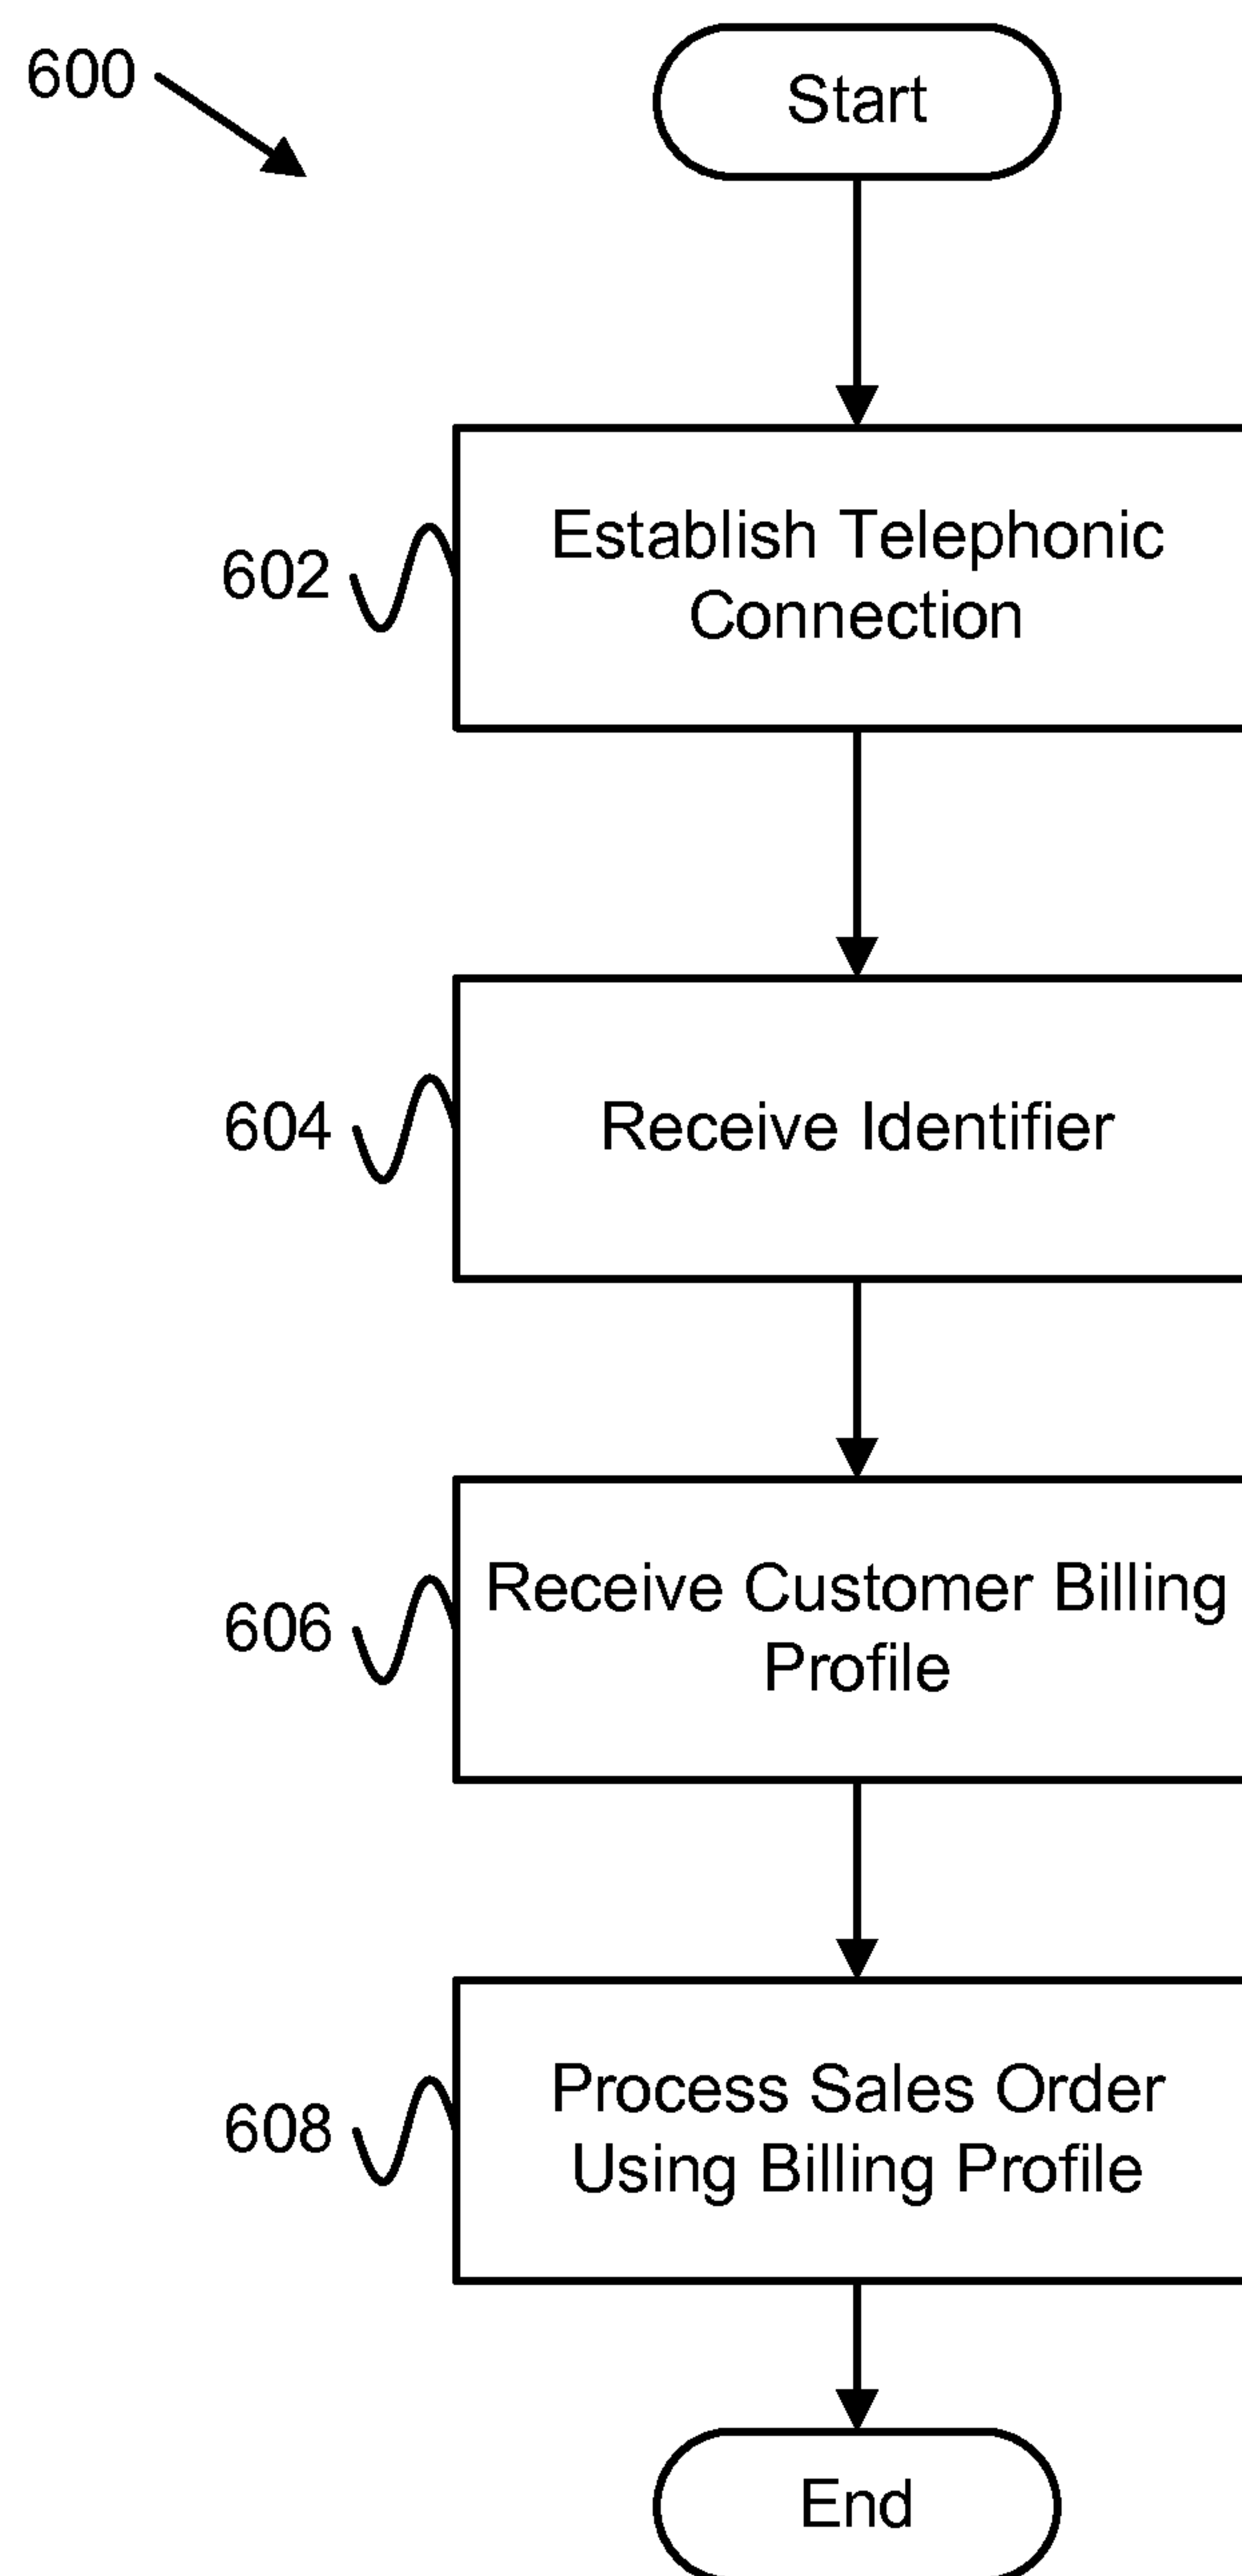 600
Start
602
Establish Telephonic
Connection
604
Receive Identifier
606
Receive Customer Billing
Profile
608
Process Sales Order
Using Billing Profile
End